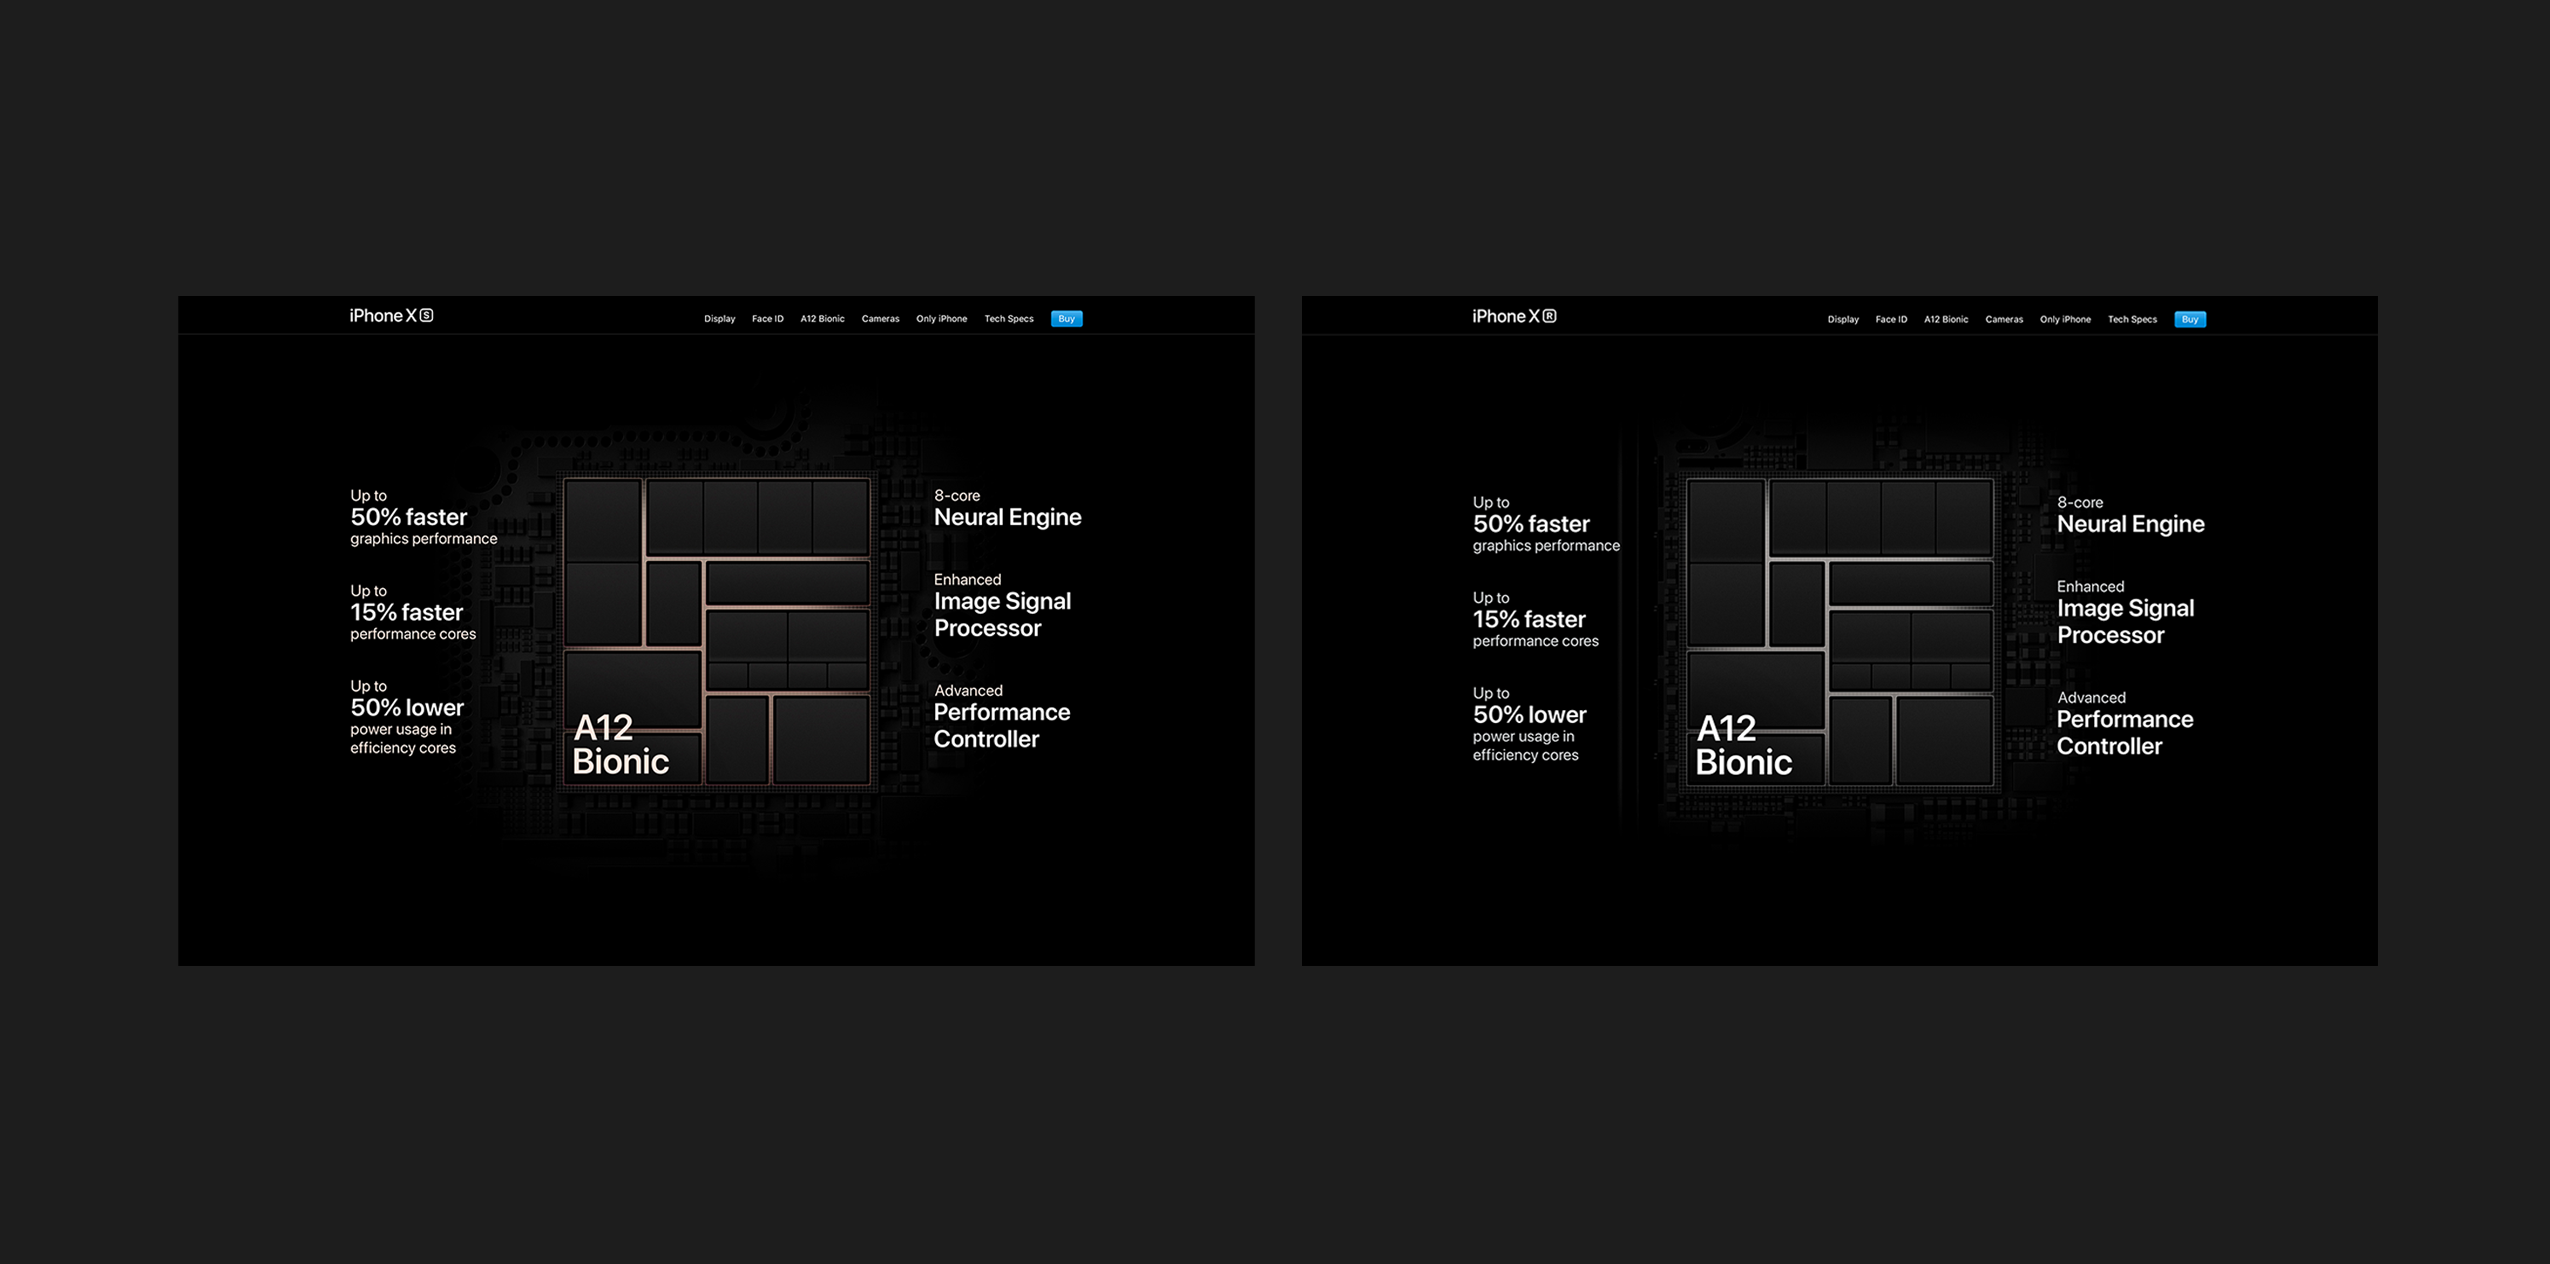 iPhone XS
Display Face ID A12 Bionic Cameras Only iPhone Tech Specs Buy
Up to
50% faster
graphics performance
Up to
15% faster
performance cores
Up to
50% lower
power usage in
efficiency cores
A12
Bionic
8-core
Neural Engine
Enhanced
Image Signal
Processor
Advanced
Performance
Controller
iPhone XR
Display Face ID A12 Bionic Cameras Only iPhone Tech Specs Buy
Up to
50% faster
graphics performance
Up to
15% faster
performance cores
Up to
50% lower
power usage in
efficiency cores
A12
Bionic
8-core
Neural Engine
Enhanced
Image Signal
Processor
Advanced
Performance
Controller